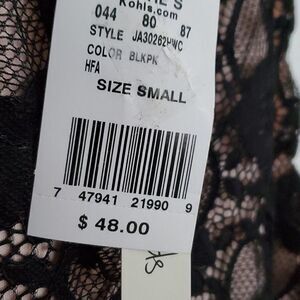 Kohls.com
044 80 87
STYLE JA30262HWC
COLOR BLKPK
HFA
SIZE SMALL
7 47941 21990 9
$ 48.00